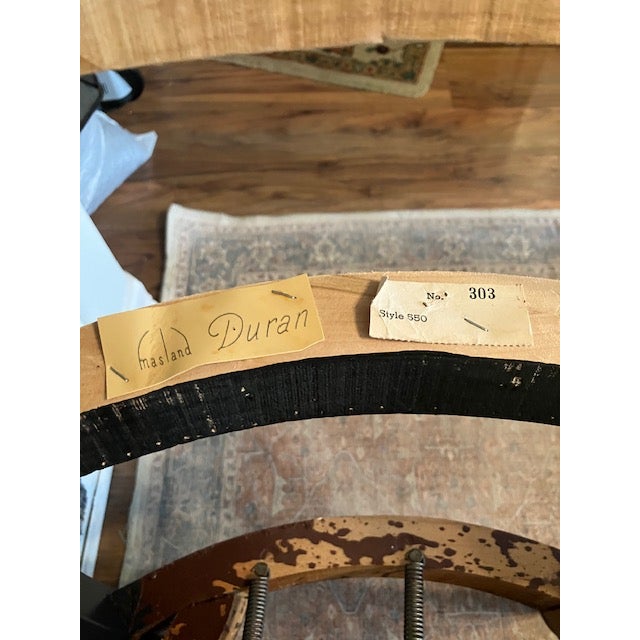 masland Duran
No. 303
Style 550